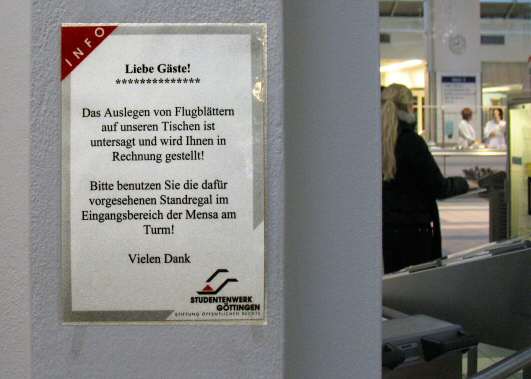 INFO
Liebe Gäste!
**************
Das Auslegen von Flugblättern
auf unseren Tischen ist
untersagt und wird Ihnen in
Rechnung gestellt!
Bitte benutzen Sie die dafür
vorgesehenen Standregal im
Eingangsbereich der Mensa am
Turm!
Vielen Dank
STUDENTENWERK
GÖTTINGEN
STIFTUNG ÖFFENTLICHEN RECHTS